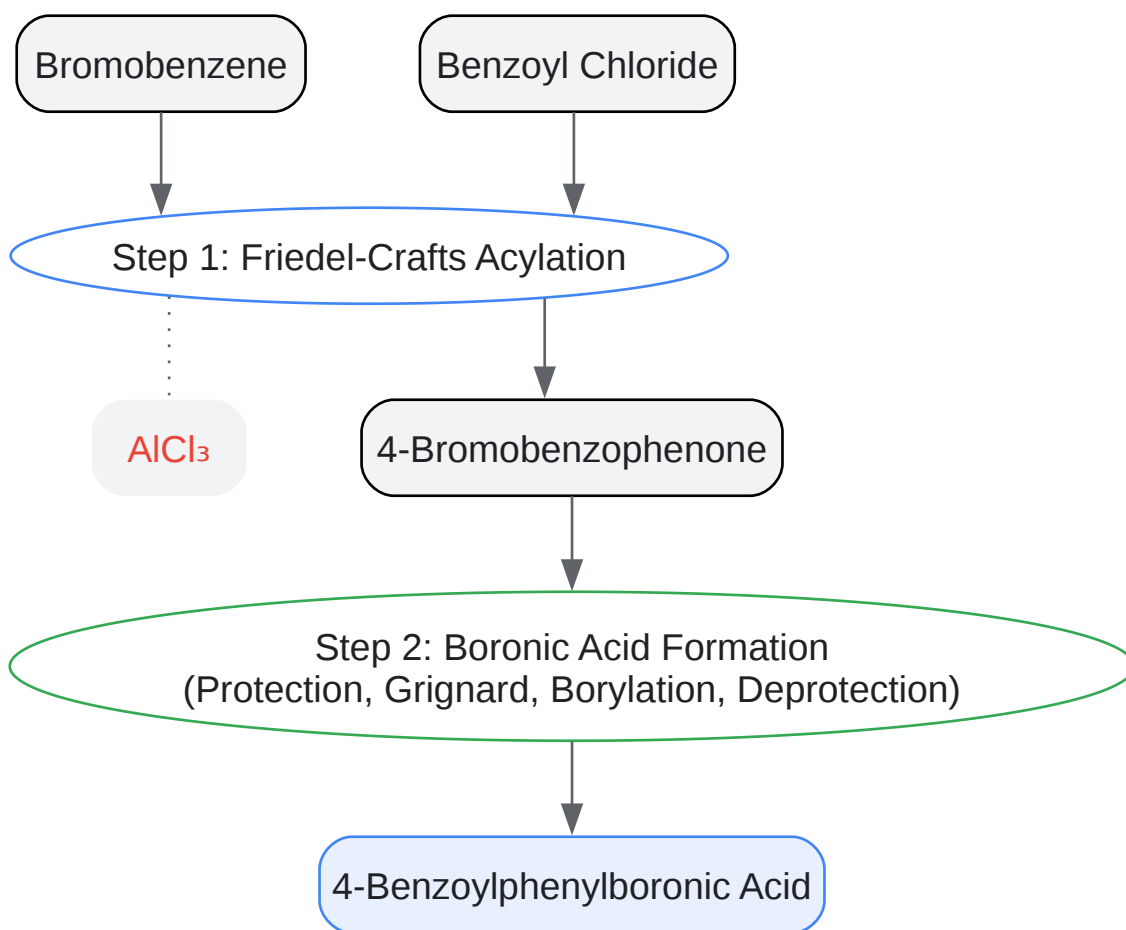 Bromobenzene
Benzoyl Chloride
Step 1: Friedel-Crafts Acylation
AlCl₃
4-Bromobenzophenone
Step 2: Boronic Acid Formation
(Protection, Grignard, Borylation, Deprotection)
4-Benzoylphenylboronic Acid